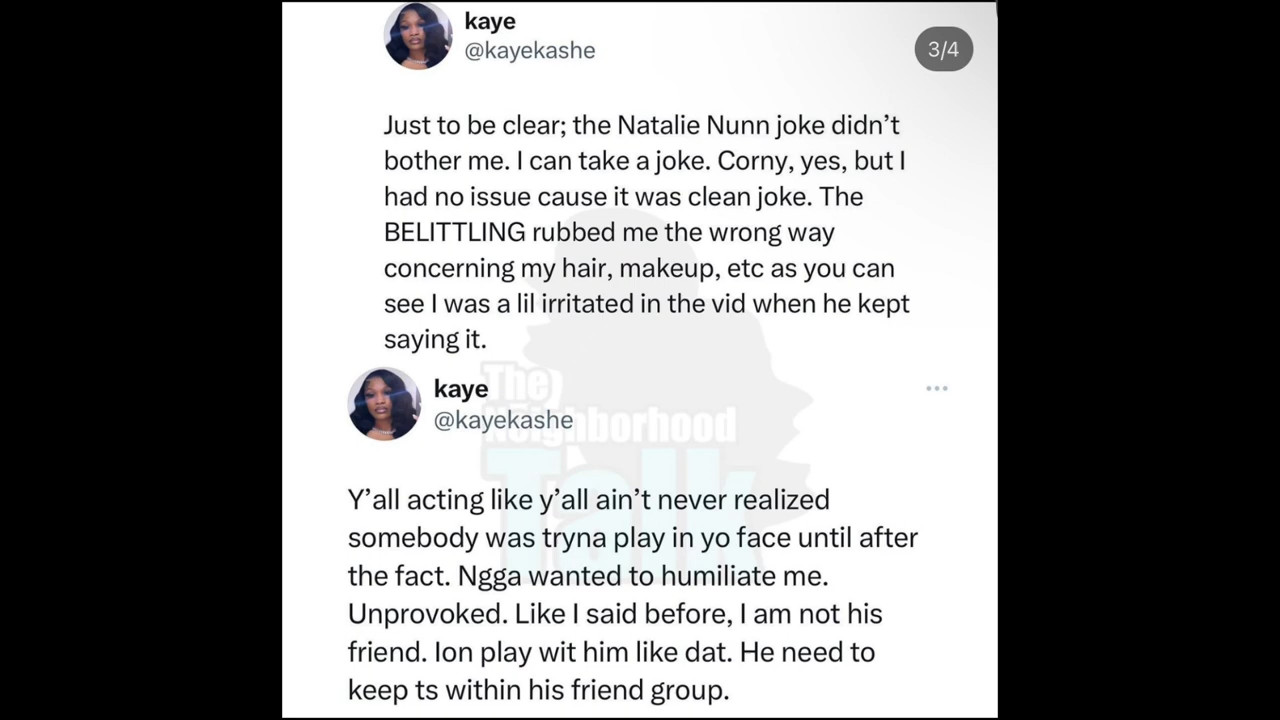 kaye
@kayekashe
3/4
Just to be clear; the Natalie Nunn joke didn’t
bother me. I can take a joke. Corny, yes, but I
had no issue cause it was clean joke. The
BELITTLING rubbed me the wrong way
concerning my hair, makeup, etc as you can
see I was a lil irritated in the vid when he kept
saying it.
kaye
@kayekashe
The
Neighborhood
Talk
Y’all acting like y’all ain’t never realized
somebody was tryna play in yo face until after
the fact. Ngga wanted to humiliate me.
Unprovoked. Like I said before, I am not his
friend. Ion play wit him like dat. He need to
keep ts within his friend group.